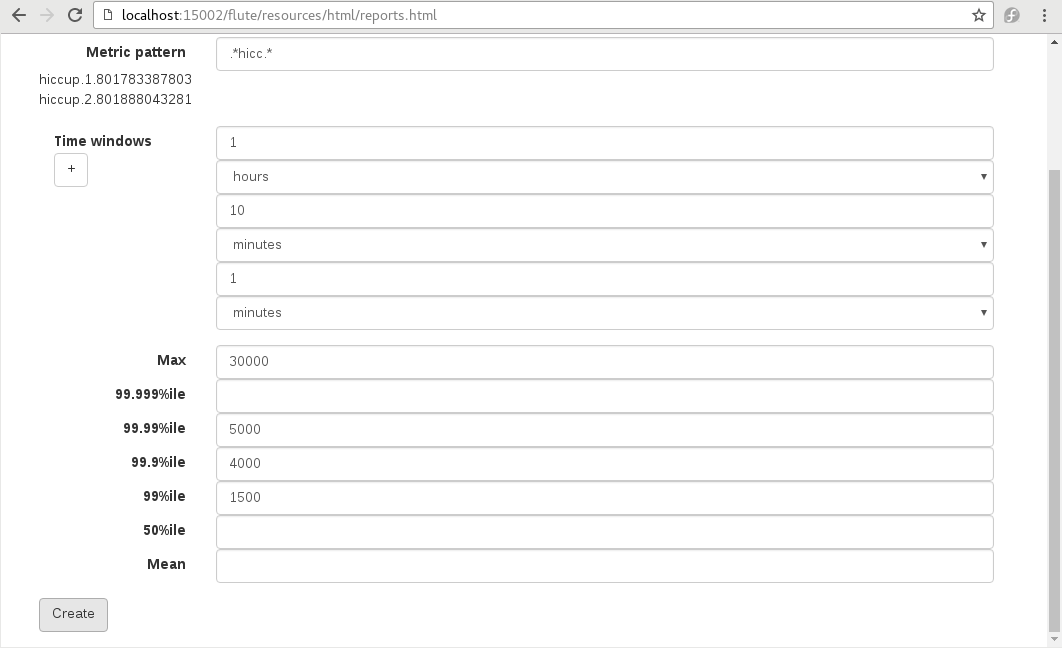 localhost:15002/flute/resources/html/reports.html
Metric pattern .*hicc.*
hiccup.1.801783387803
hiccup.2.801888043281
Time windows 1
+ hours
10
minutes
1
minutes
Max 30000
99.999%ile
99.99%ile 5000
99.9%ile 4000
99%ile 1500
50%ile
Mean
Create